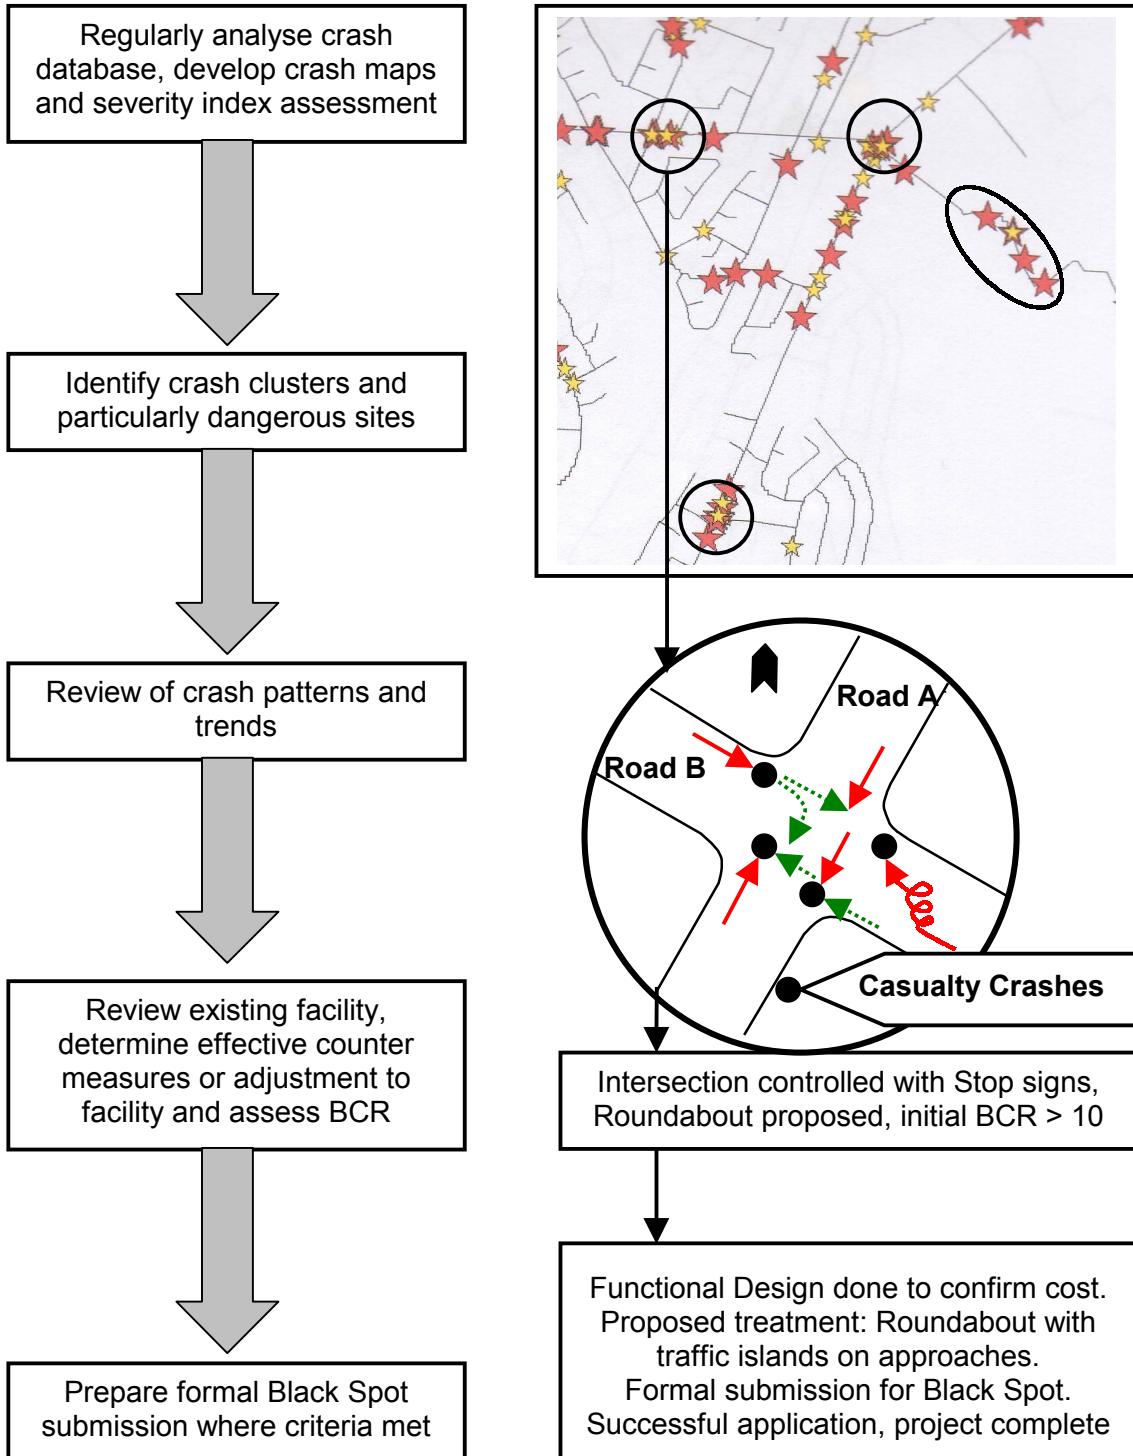 Regularly analyse crash
database, develop crash maps
and severity index assessment
Identify crash clusters and
particularly dangerous sites
Review of crash patterns and
trends
Review existing facility,
determine effective counter
measures or adjustment to
facility and assess BCR
Prepare formal Black Spot
submission where criteria met
Road A
Road B
Casualty Crashes
Intersection controlled with Stop signs,
Roundabout proposed, initial BCR > 10
Functional Design done to confirm cost.
Proposed treatment: Roundabout with
traffic islands on approaches.
Formal submission for Black Spot.
Successful application, project complete